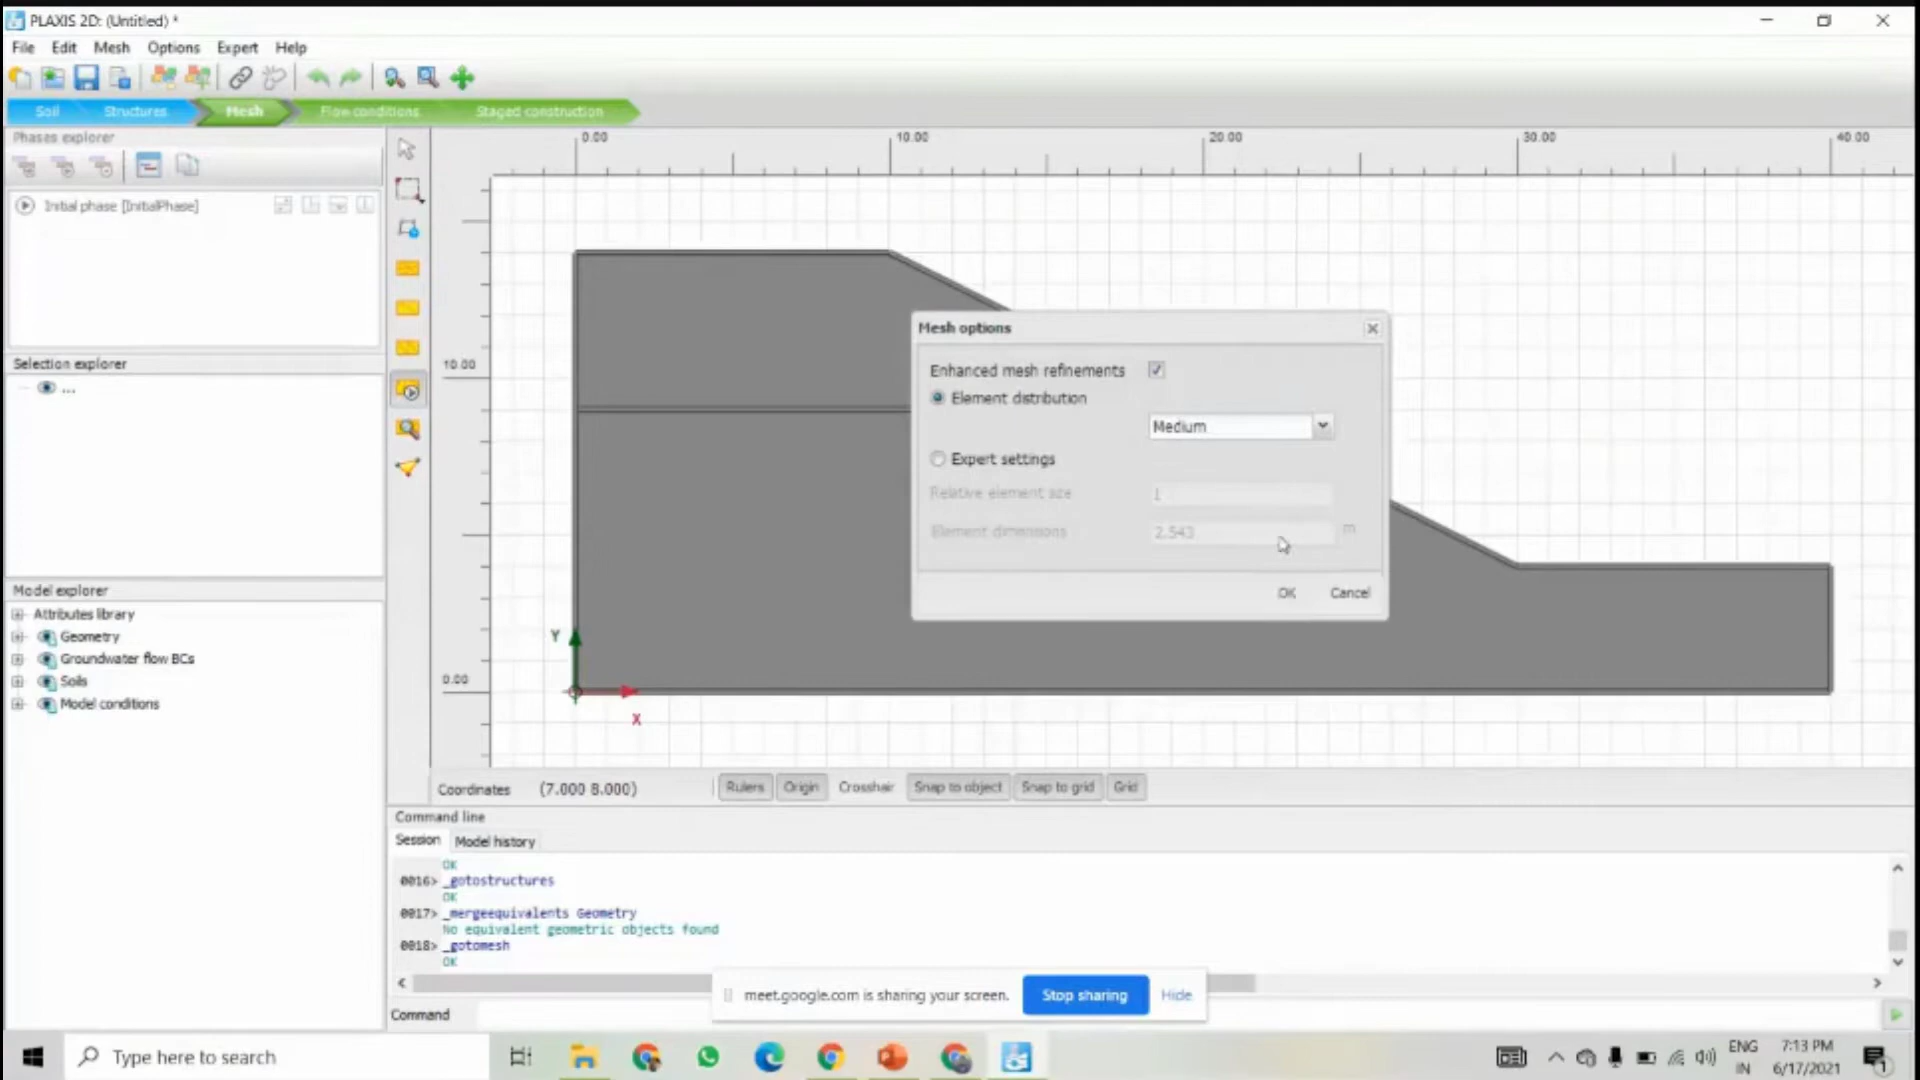 PLAXIS 2D: (Untitled) *
File Edit Mesh Options Expert Help
Soil Structures Mesh Flow conditions Staged construction
Phases explorer
Initial phase [InitialPhase]
Selection explorer
...
Model explorer
Attributes library
Geometry
Groundwater flow BCs
Soils
Model conditions
0.00 10.00 20.00 30.00 40.00
10.00
0.00
Y
X
Mesh options
Enhanced mesh refinements
Element distribution
Medium
Expert settings
Relative element size 1
Element dimensions 2.543 m
OK Cancel
Coordinates (7.000 8.000) Rulers Origin Crosshair Snap to object Snap to grid Grid
Command line
Session Model history
OK
0016> _gotostructures
OK
0017> _mergeequivalents Geometry
No equivalent geometric objects found
0018> _gotomesh
OK
meet.google.com is sharing your screen. Stop sharing Hide
Command
Type here to search
ENG
IN
7:13 PM
6/17/2021
1